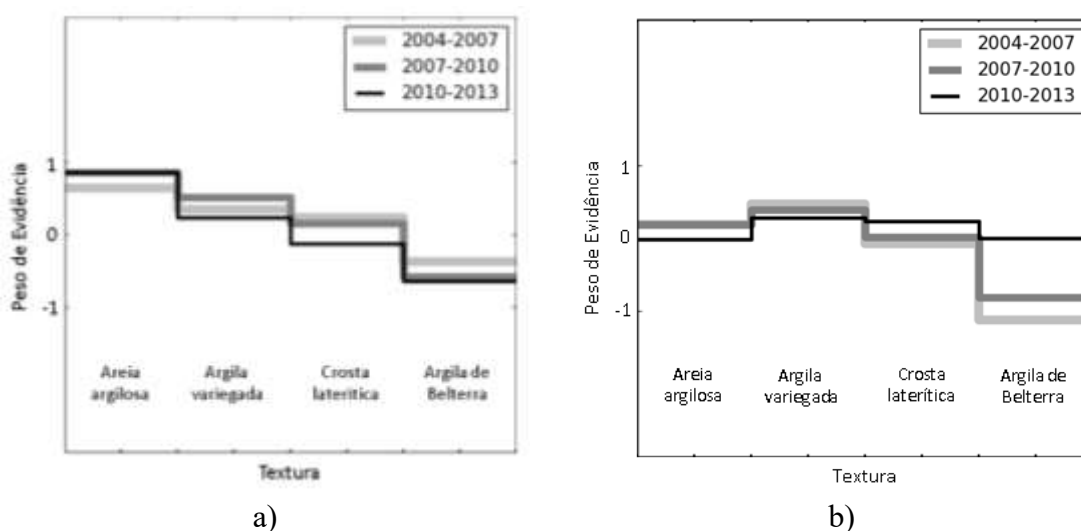 2004-2007
2007-2010
2010-2013
Peso de Evidência
1
0
-1
Areia argilosa
Argila variegada
Crosta laterítica
Argila de Belterra
Textura
a)
2004-2007
2007-2010
2010-2013
Peso de Evidência
1
0
-1
Areia argilosa
Argila variegada
Crosta laterítica
Argila de Belterra
Textura
b)